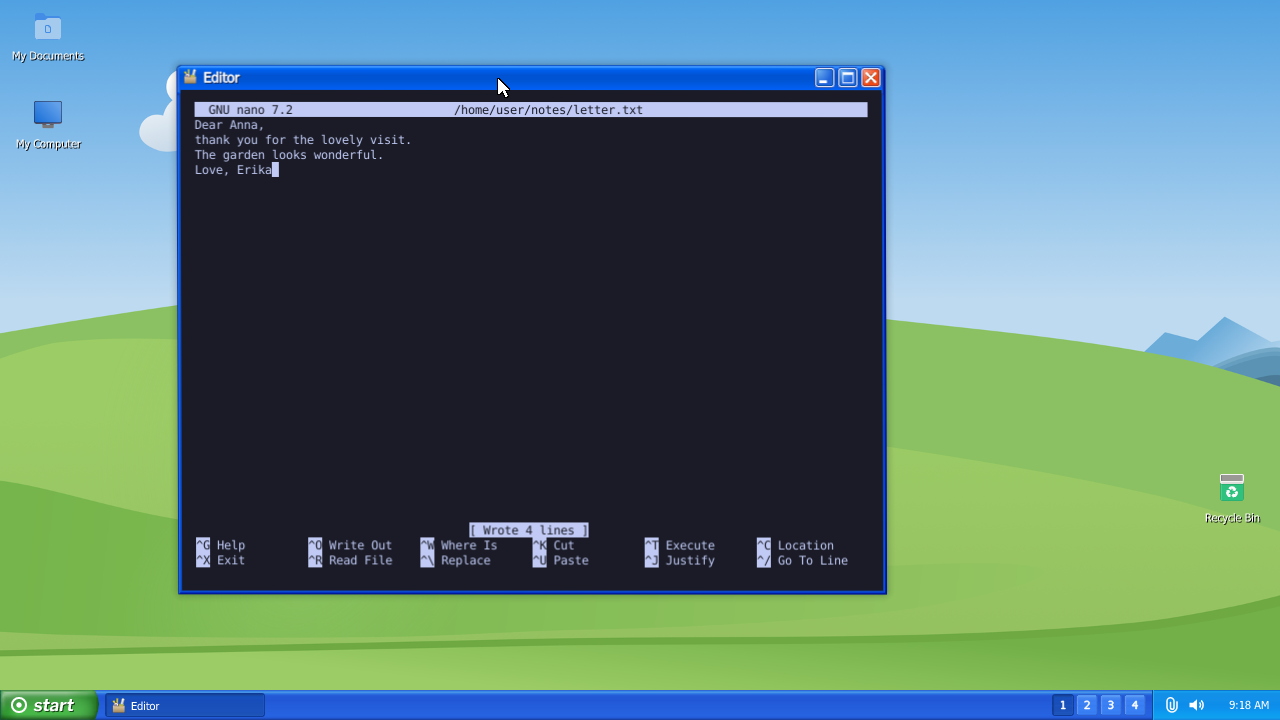 My Documents
My Computer
Editor
GNU nano 7.2 /home/user/notes/letter.txt
Dear Anna,
thank you for the lovely visit.
The garden looks wonderful.
Love, Erika
[ Wrote 4 lines ]
^G Help ^O Write Out ^W Where Is ^K Cut ^T Execute ^C Location
^X Exit ^R Read File ^\ Replace ^U Paste ^J Justify ^/ Go To Line
Recycle Bin
start Editor 1 2 3 4 9:18 AM